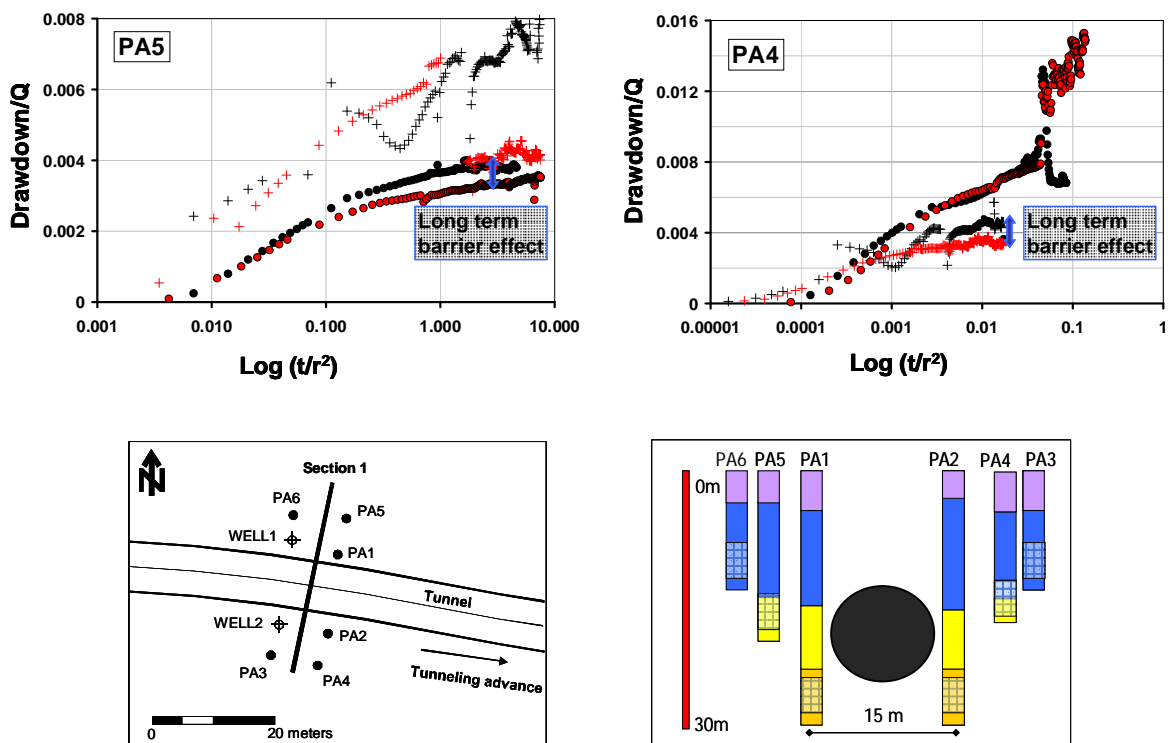 PA5
Drawdown/Q
0.008
0.006
0.004
0.002
0
0.001
0.010
0.100
1.000
10.000
Log (t/r²)
Long term
barrier effect
PA4
Drawdown/Q
0.016
0.012
0.008
0.004
0
0.00001
0.0001
0.001
0.01
0.1
1
Log (t/r²)
Long term
barrier effect
N
Section 1
PA6
PA5
WELL1
PA1
Tunnel
WELL2
PA2
PA3
PA4
Tunneling advance
0
20 meters
PA6 PA5 PA1 PA2 PA4 PA3
0m
30m
15 m